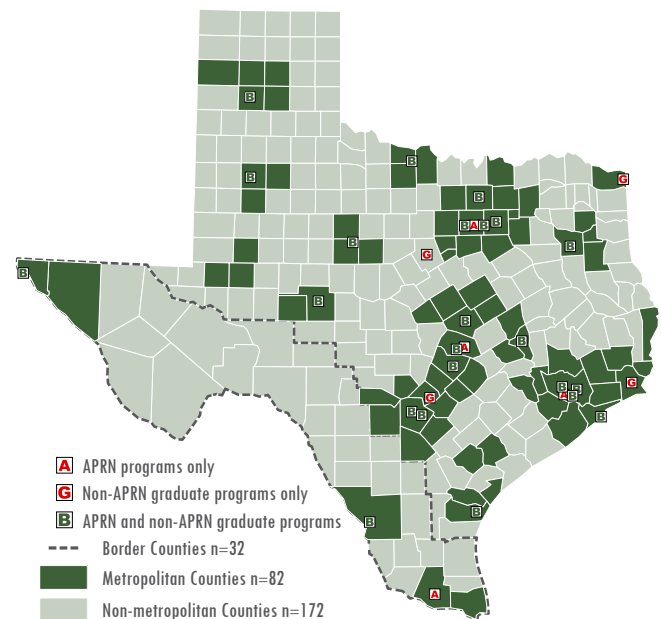 B
B
B
G
B
B A B B
B
B
G
B
B
B
B A
B
B
B B
G
G
A B
B B
B
A APRN programs only
G Non-APRN graduate programs only
B
B APRN and non-APRN graduate programs
B
Border Counties n=32
Metropolitan Counties n=82
A
Non-metropolitan Counties n=172